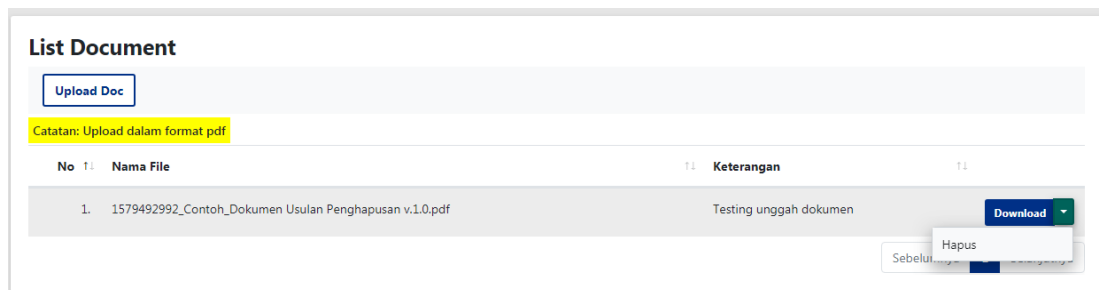 List Document
Upload Doc
Catatan: Upload dalam format pdf
No Nama File Keterangan
1. 1579492992_Contoh_Dokumen Usulan Penghapusan v.1.0.pdf Testing unggah dokumen Download
Hapus